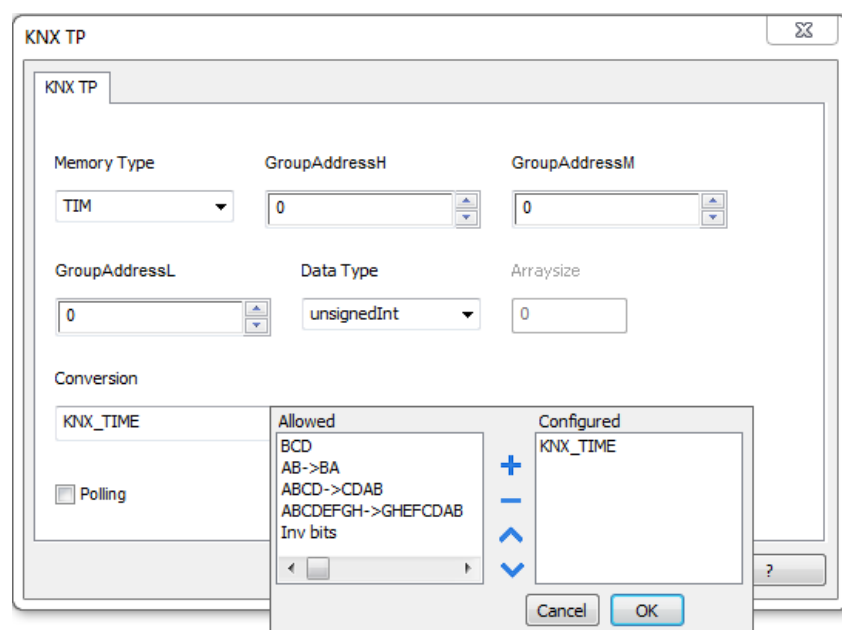 KNX TP
KNX TP
Memory Type GroupAddressH GroupAddressM
TIM 0 0
GroupAddressL Data Type Arraysize
0 unsignedInt 0
Conversion
KNX_TIME
Allowed Configured
BCD KNX_TIME
AB->BA
ABCD->CDAB
ABCDEFGH->GHEFCDAB
Inv bits
Polling
?
Cancel OK